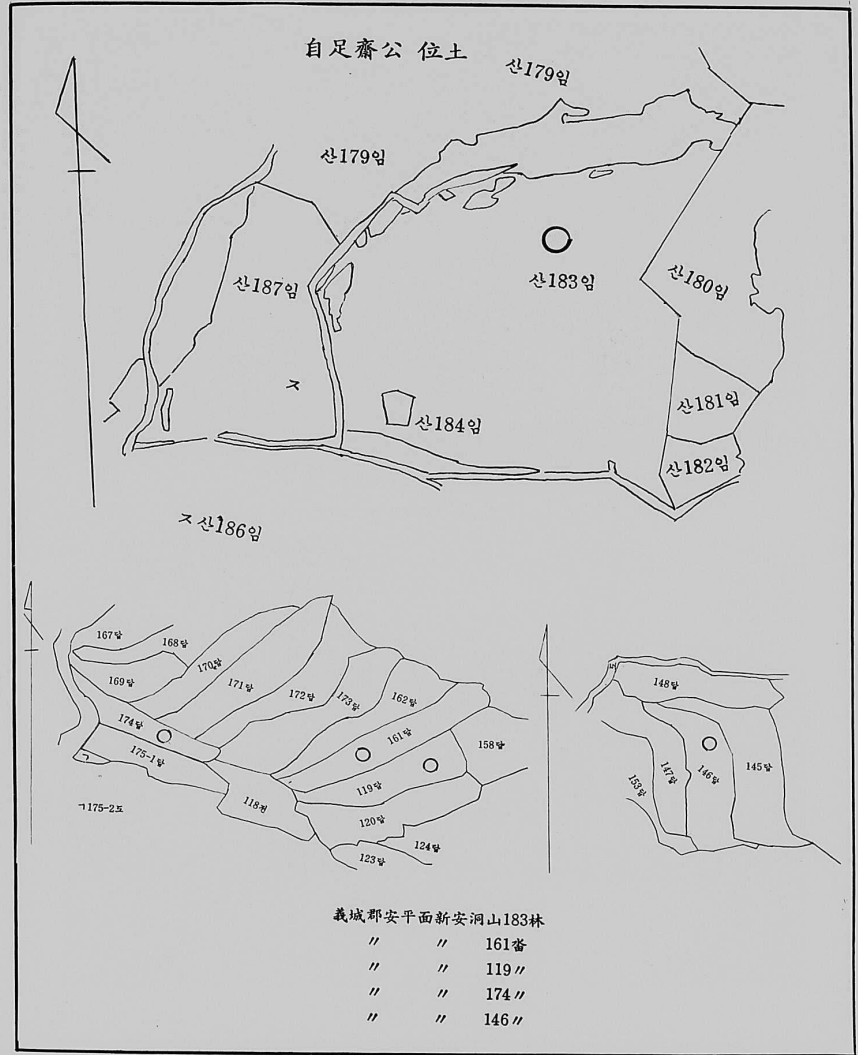 自足齋公 位土
산179임
산179임
산187임
산183임
산180임
ㅈ
산184임
산181임
산182임
ㅈ산186임
167답
168답
169답
170답
171답
172답
173답
162답
174답
175-1답
161답
158답
ㄱ
119답
118전
120답
ㄱ175-2도
124답
123답
148답
153답
147답
146답
145답
義城郡安平面新安洞山183林
〃 〃 161畓
〃 〃 119〃
〃 〃 174〃
〃 〃 146〃